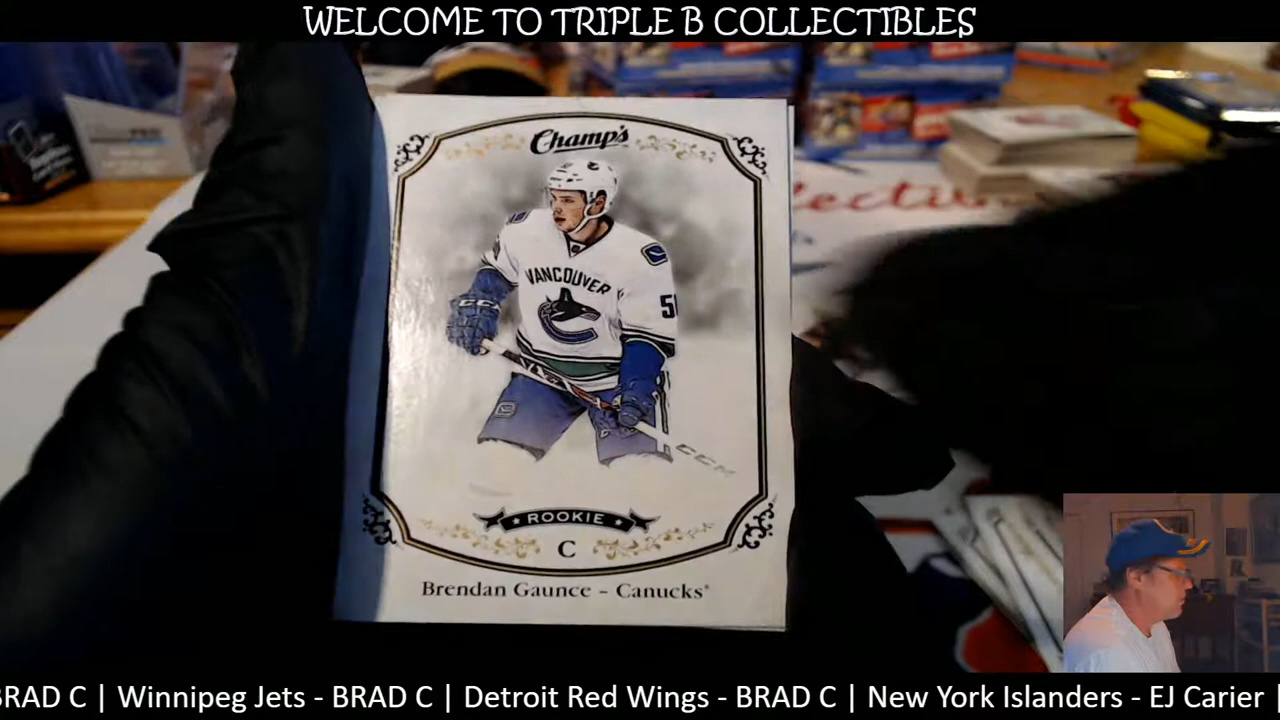 WELCOME TO TRIPLE B COLLECTIBLES
Champ's
VANCOUVER
ROOKIE
C
Brendan Gaunce - Canucks
BRAD C | Winnipeg Jets - BRAD C | Detroit Red Wings - BRAD C | New York Islanders - EJ Carier |